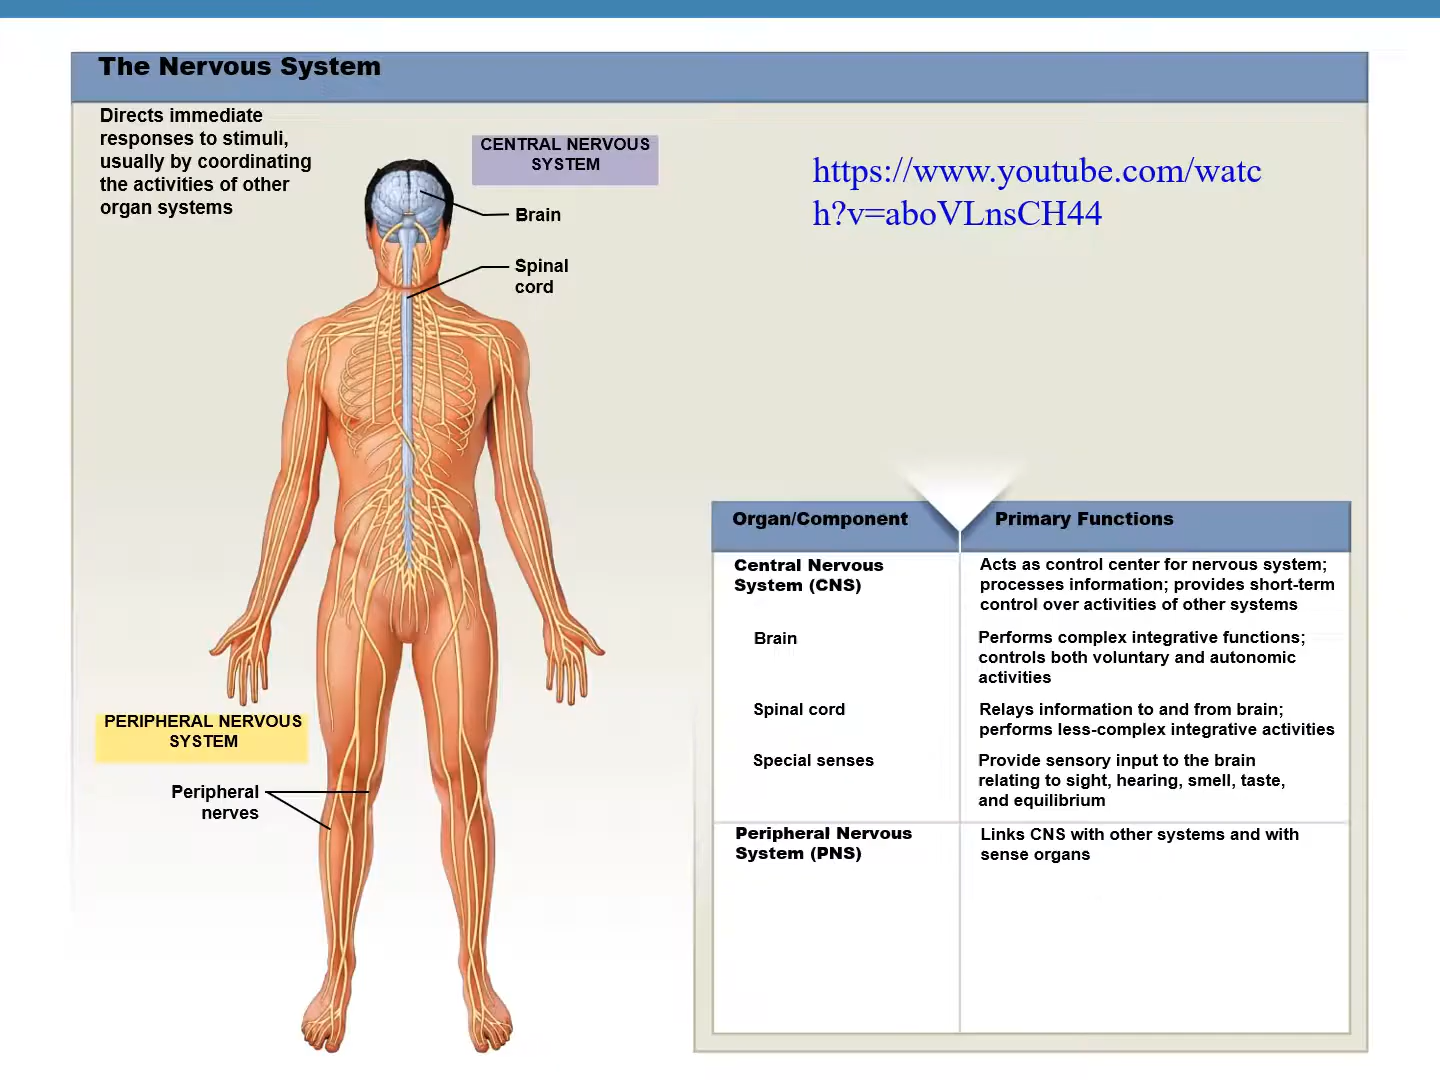 The Nervous System
Directs immediate
responses to stimuli,
usually by coordinating
the activities of other
organ systems
CENTRAL NERVOUS
SYSTEM
Brain
Spinal
cord
https://www.youtube.com/watc
h?v=aboVLnsCH44
PERIPHERAL NERVOUS
SYSTEM
Peripheral
nerves
Organ/Component
Primary Functions
Central Nervous
System (CNS)
Acts as control center for nervous system;
processes information; provides short-term
control over activities of other systems
Brain
Performs complex integrative functions;
controls both voluntary and autonomic
activities
Spinal cord
Relays information to and from brain;
performs less-complex integrative activities
Special senses
Provide sensory input to the brain
relating to sight, hearing, smell, taste,
and equilibrium
Peripheral Nervous
System (PNS)
Links CNS with other systems and with
sense organs